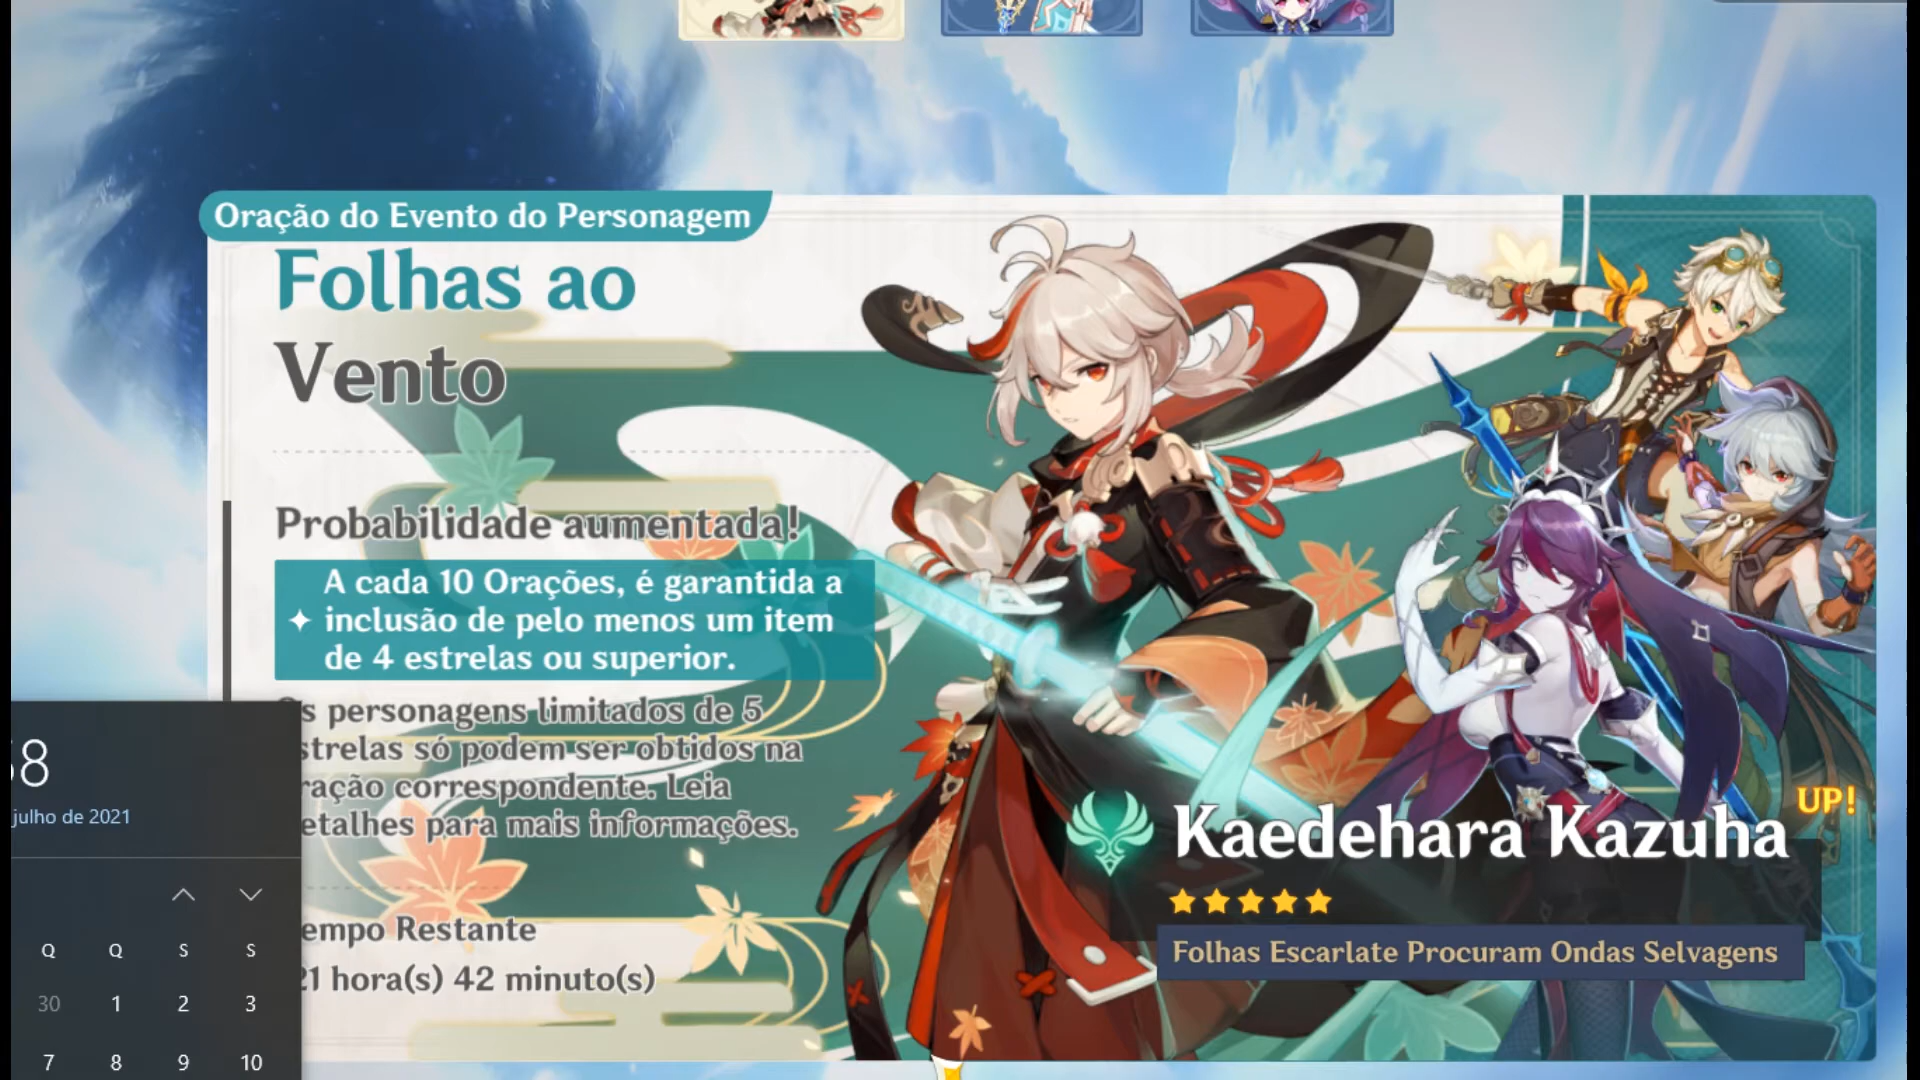 Oração do Evento do Personagem
Folhas ao
Vento
Probabilidade aumentada!
A cada 10 Orações, é garantida a
inclusão de pelo menos um item
de 4 estrelas ou superior.
s personagens limitados de 5
strelas só podem ser obtidos na
ração correspondente. Leia
etalhes para mais informações.
empo Restante
21 hora(s) 42 minuto(s)
UP!
Kaedehara Kazuha
Folhas Escarlate Procuram Ondas Selvagens
8
julho de 2021
Q Q S S
30 1 2 3
7 8 9 10